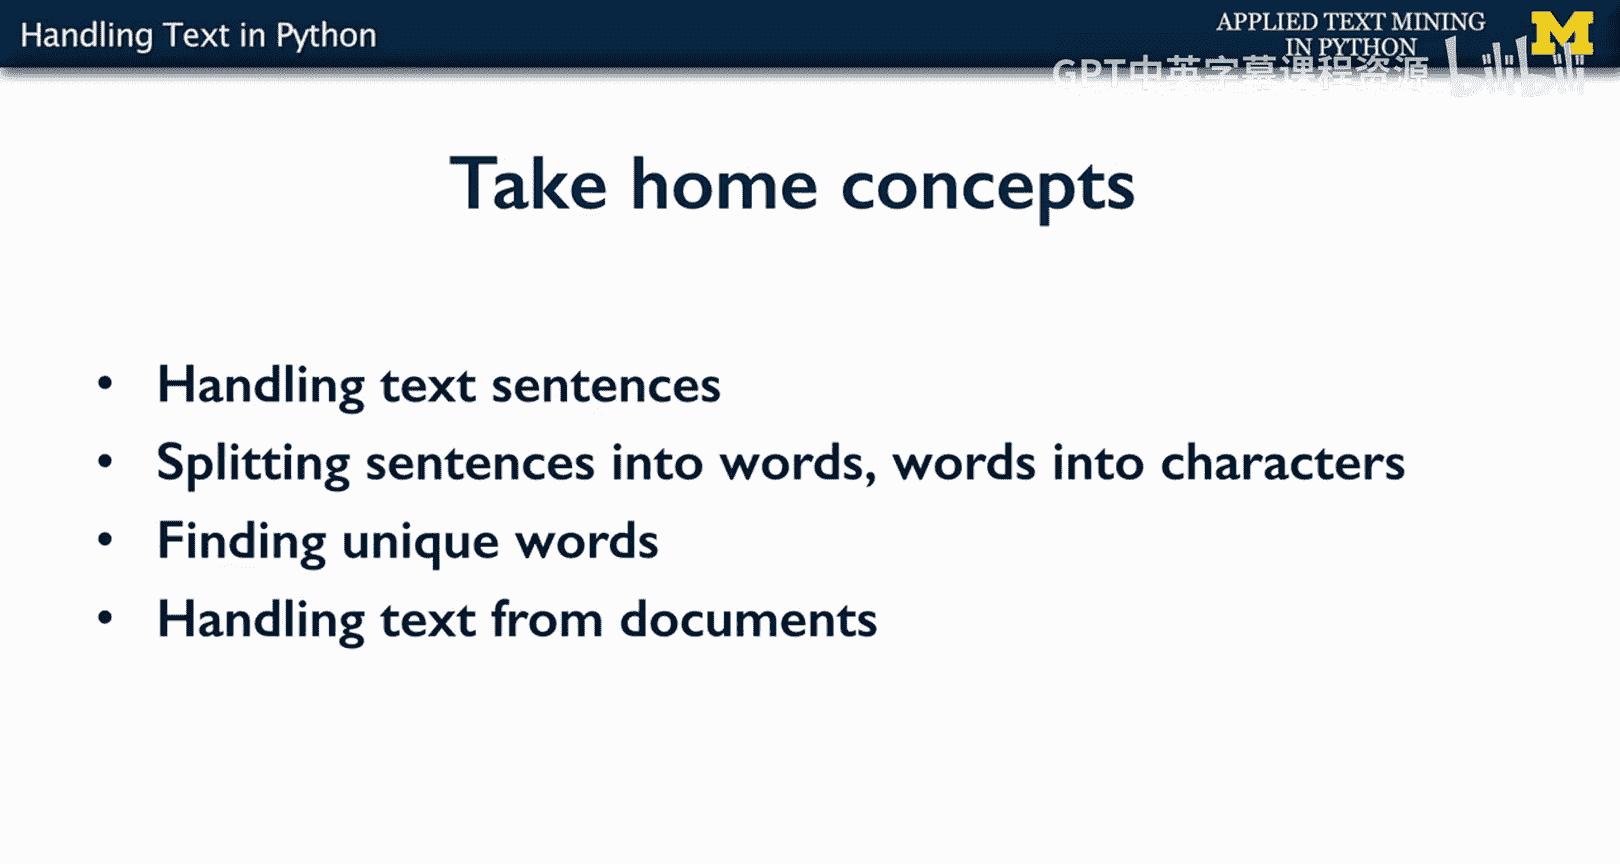 Handling Text in Python
APPLIED TEXT MINING
IN PYTHON
M
GPT中英字幕课程资源
bilibili
Take home concepts
• Handling text sentences
• Splitting sentences into words, words into characters
• Finding unique words
• Handling text from documents